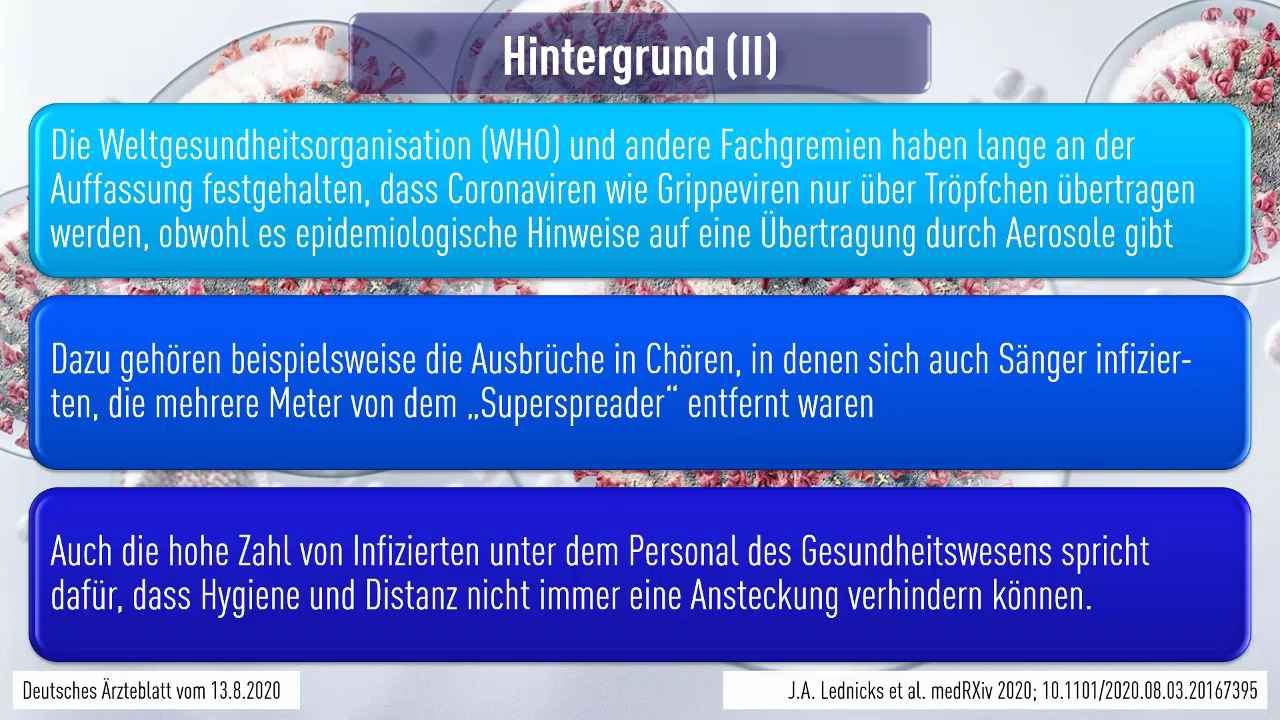 Hintergrund (II)
Die Weltgesundheitsorganisation (WHO) und andere Fachgremien haben lange an der
Auffassung festgehalten, dass Coronaviren wie Grippeviren nur über Tröpfchen übertragen
werden, obwohl es epidemiologische Hinweise auf eine Übertragung durch Aerosole gibt
Dazu gehören beispielsweise die Ausbrüche in Chören, in denen sich auch Sänger infizier-
ten, die mehrere Meter von dem „Superspreader“ entfernt waren
Auch die hohe Zahl von Infizierten unter dem Personal des Gesundheitswesens spricht
dafür, dass Hygiene und Distanz nicht immer eine Ansteckung verhindern können.
Deutsches Ärzteblatt vom 13.8.2020
J.A. Lednicks et al. medRXiv 2020; 10.1101/2020.08.03.20167395